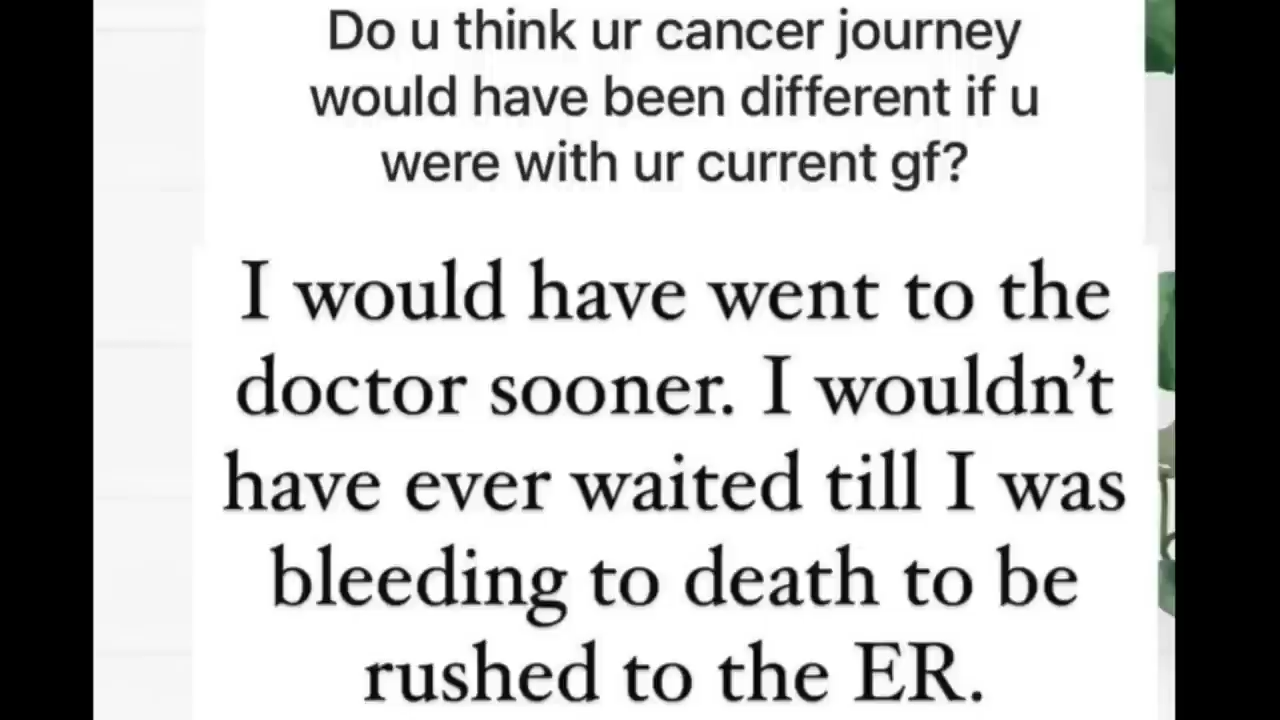 Do u think ur cancer journey
would have been different if u
were with ur current gf?
I would have went to the
doctor sooner. I wouldn’t
have ever waited till I was
bleeding to death to be
rushed to the ER.